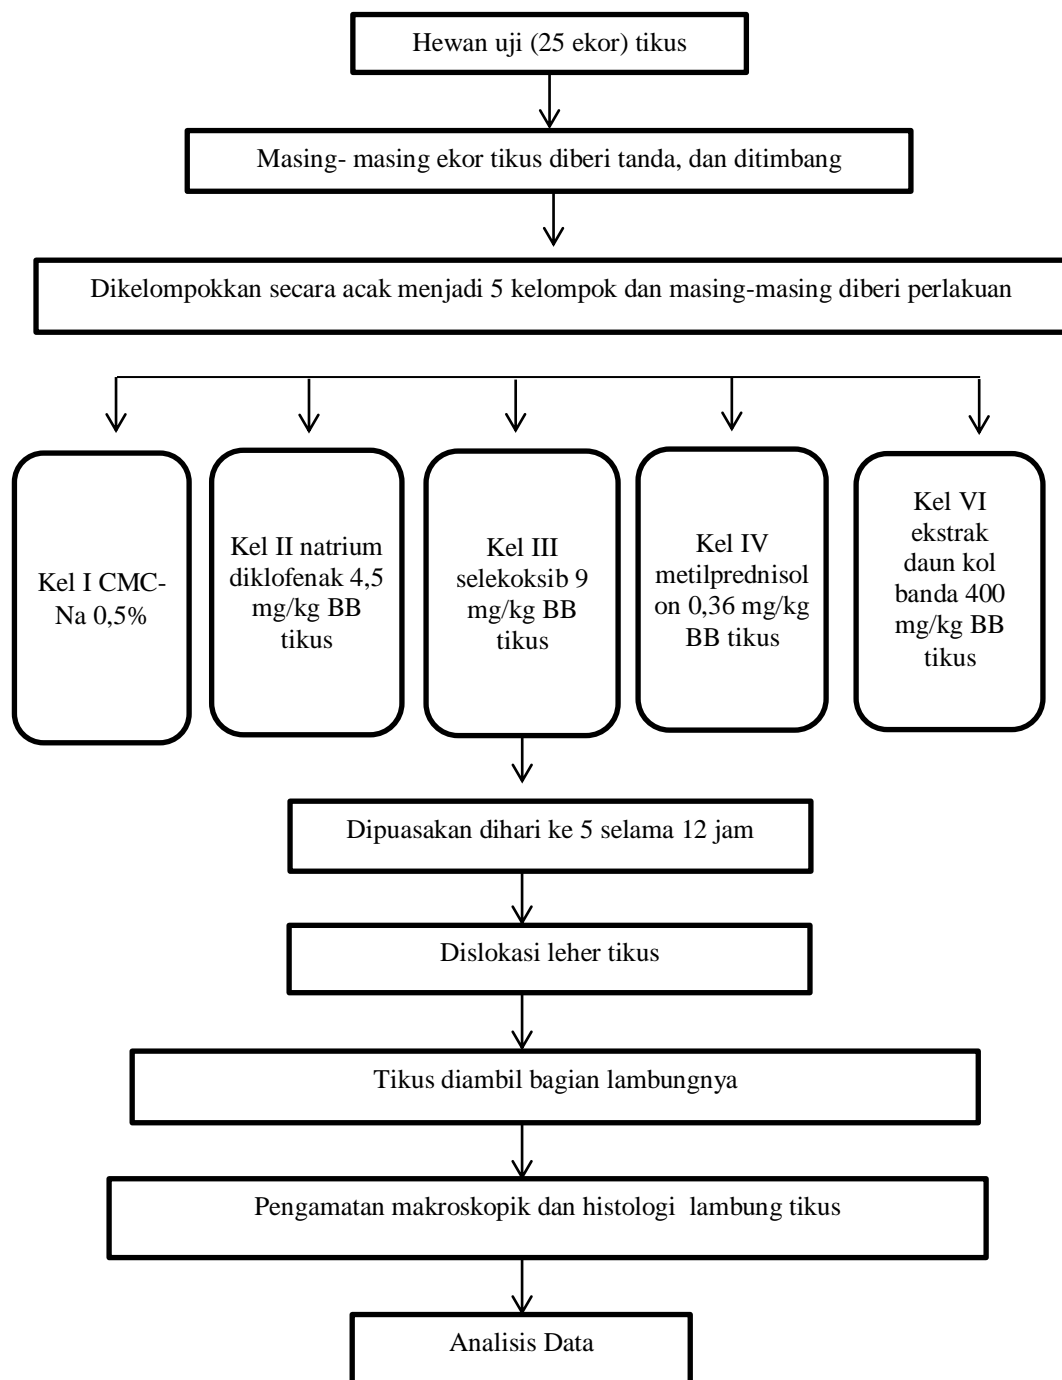 Hewan uji (25 ekor) tikus
Masing- masing ekor tikus diberi tanda, dan ditimbang
Dikelompokkan secara acak menjadi 5 kelompok dan masing-masing diberi perlakuan
Kel I CMC-
Na 0,5%
Kel II natrium
diklofenak 4,5
mg/kg BB
tikus
Kel III
selekoksib 9
mg/kg BB
tikus
Kel IV
metilprednisol
on 0,36 mg/kg
BB tikus
Kel VI
ekstrak
daun kol
banda 400
mg/kg BB
tikus
Dipuasakan dihari ke 5 selama 12 jam
Dislokasi leher tikus
Tikus diambil bagian lambungnya
Pengamatan makroskopik dan histologi  lambung tikus
Analisis Data